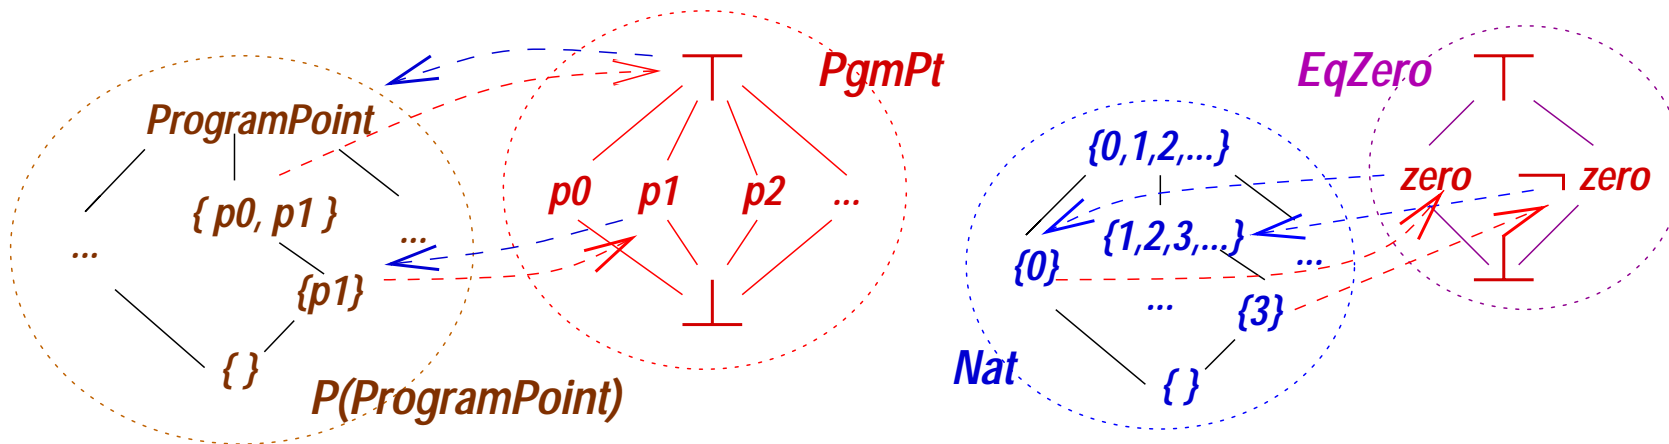 ProgramPoint
{ p0, p1 }
...
...
{p1}
{ }
P(ProgramPoint)
⊤
PgmPt
p0 p1 p2 ...
⊥
{0,1,2,...}
{1,2,3,...}
{0}
...
...
{3}
{ }
Nat
EqZero
⊤
zero ¬ zero
⊥